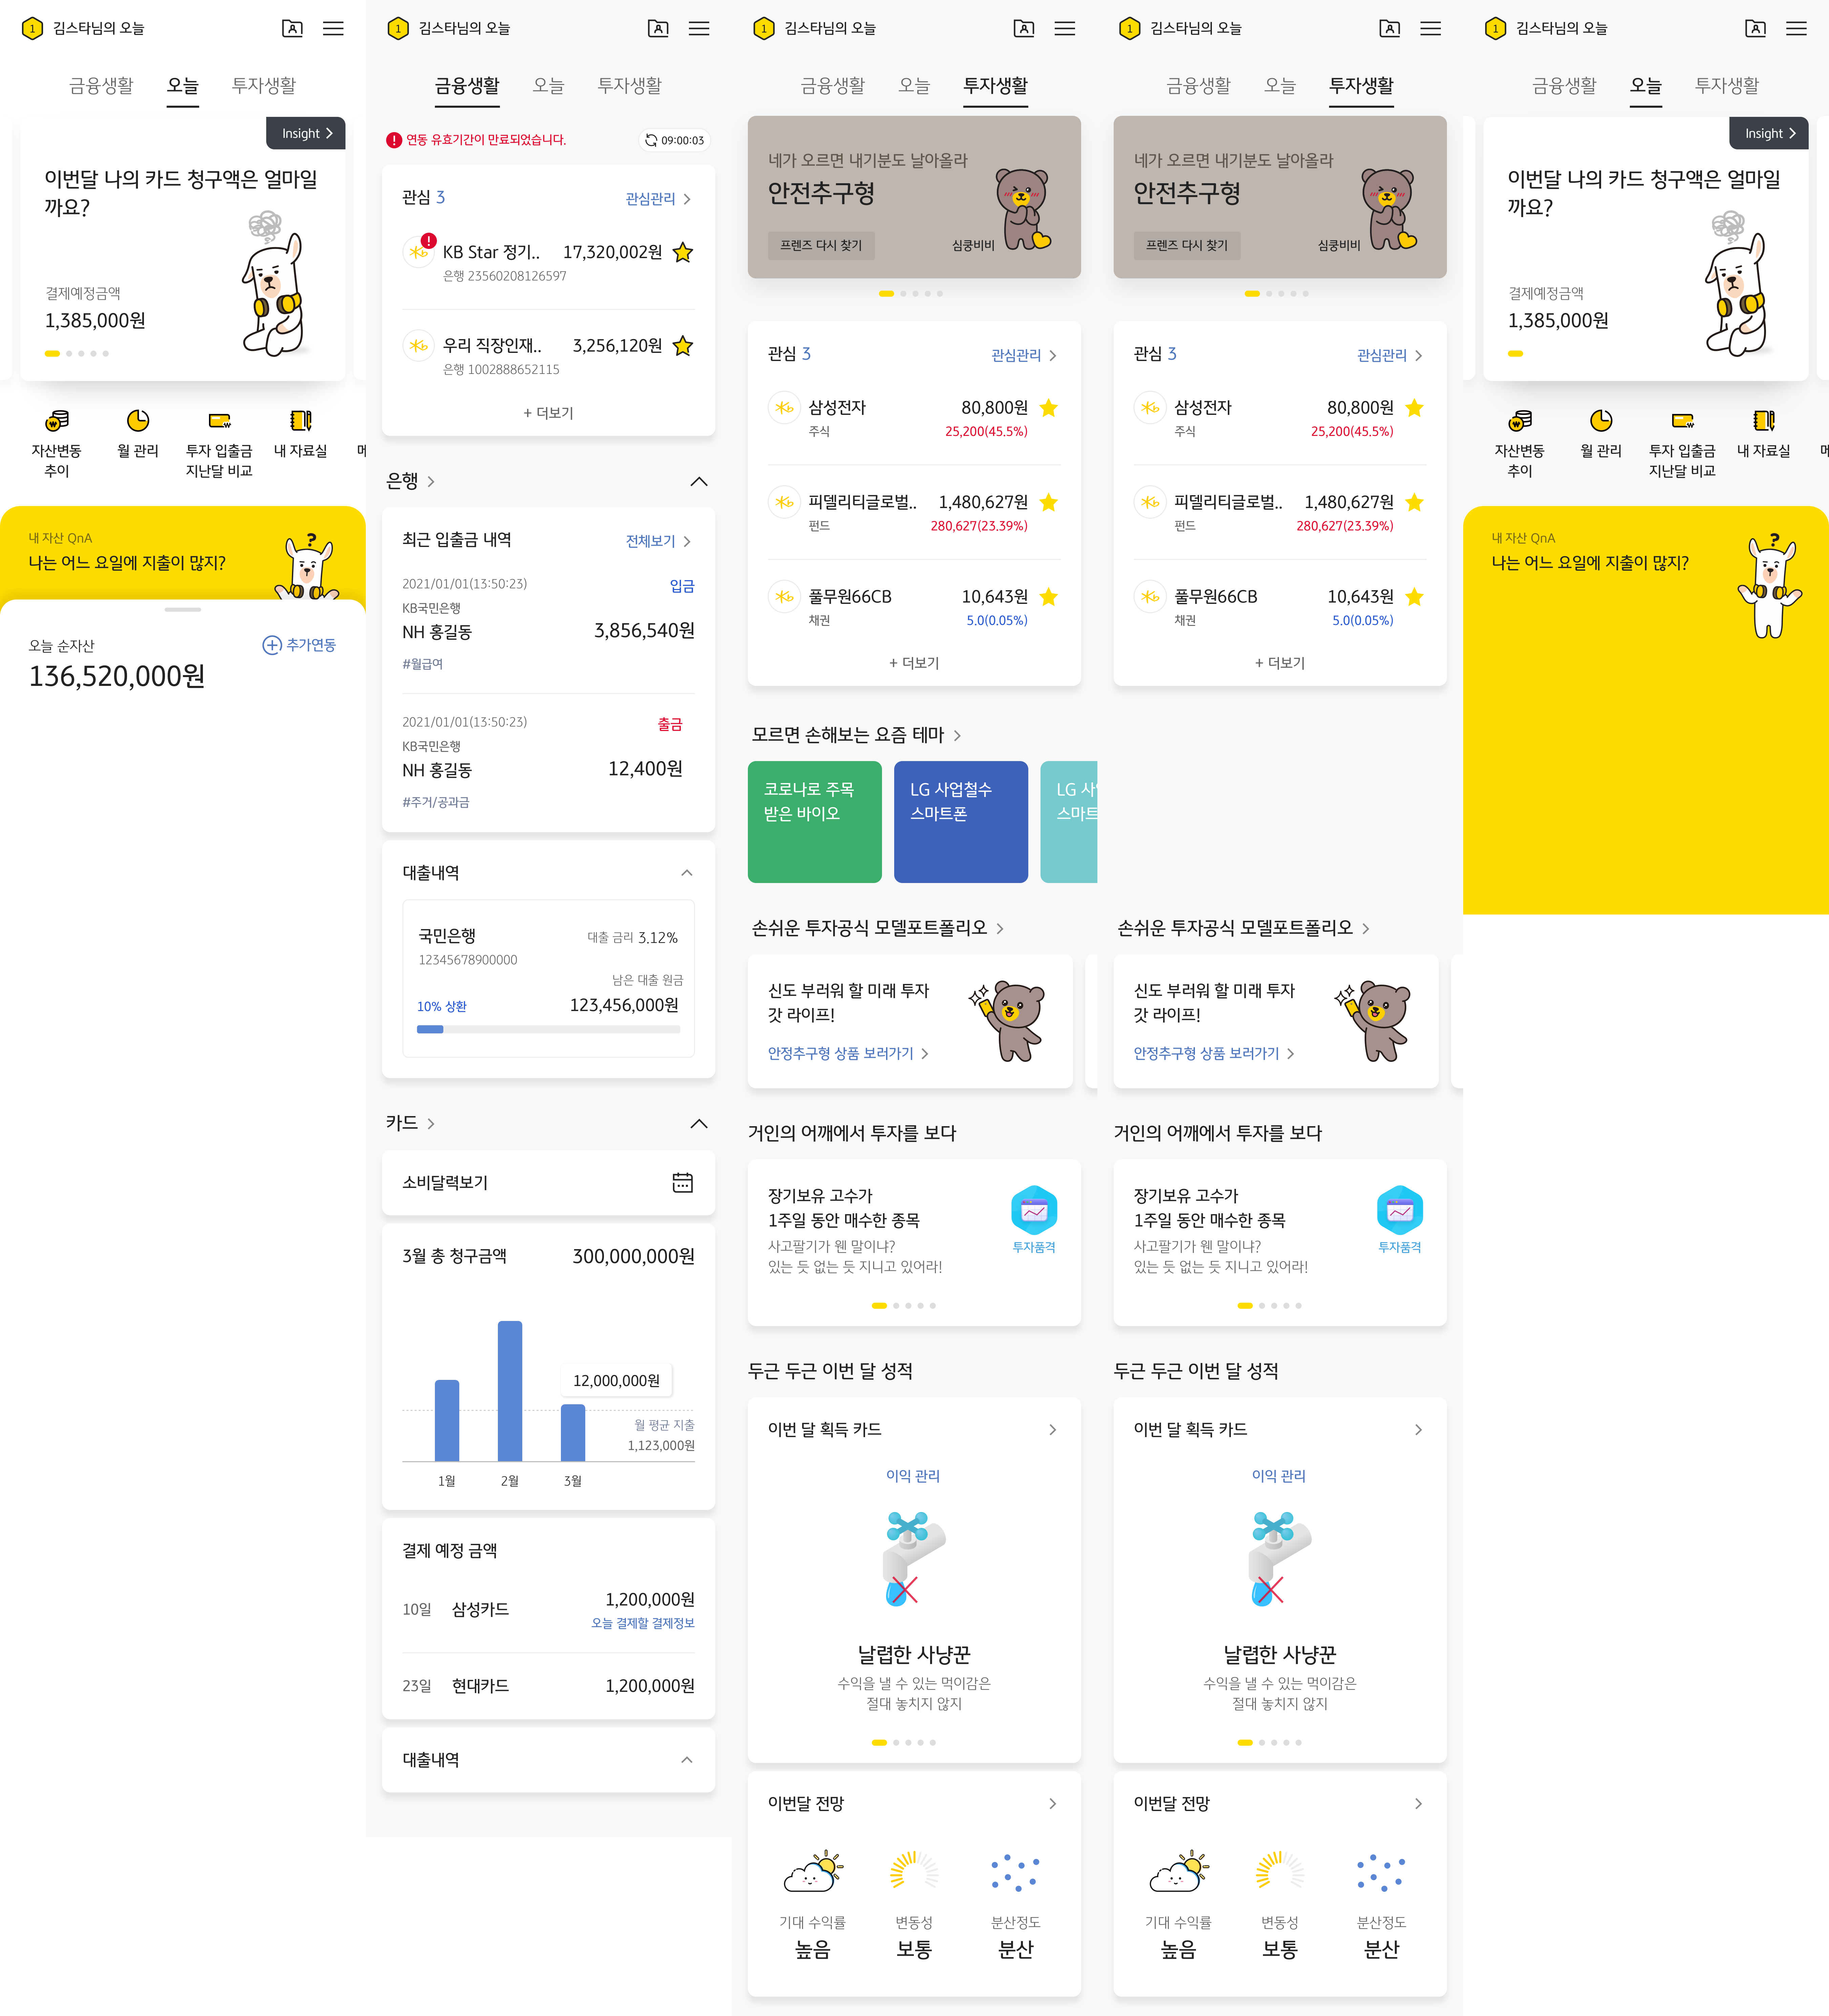 1 김스타님의 오늘
금융생활 오늘 투자생활
Insight
이번달 나의 카드 청구액은 얼마일
까요?
결제예정금액
1,385,000원
자산변동
추이
월 관리
투자 입출금
지난달 비교
내 자료실
내 자산 QnA
나는 어느 요일에 지출이 많지?
?
오늘 순자산
추가연동
136,520,000원
1 김스타님의 오늘
금융생활 오늘 투자생활
! 연동 유효기간이 만료되었습니다.
09:00:03
관심 3
관심관리
KB Star 정기.. 17,320,002원
은행 23560208126597
우리 직장인재.. 3,256,120원
은행 1002888652115
+ 더보기
은행
최근 입출금 내역
전체보기
2021/01/01(13:50:23) 입금
KB국민은행
NH 홍길동 3,856,540원
#월급여
2021/01/01(13:50:23) 출금
KB국민은행
NH 홍길동 12,400원
#주거/공과금
대출내역
국민은행 대출 금리 3.12%
12345678900000
남은 대출 원금
10% 상환 123,456,000원
카드
소비달력보기
3월 총 청구금액 300,000,000원
12,000,000원
월 평균 지출
1,123,000원
1월 2월 3월
결제 예정 금액
10일 삼성카드 1,200,000원
오늘 결제할 결제정보
23일 현대카드 1,200,000원
대출내역
1 김스타님의 오늘
금융생활 오늘 투자생활
네가 오르면 내기분도 날아올라
안전추구형
프렌즈 다시 찾기
심쿵비비
관심 3
관심관리
삼성전자 80,800원
주식 25,200(45.5%)
피델리티글로벌.. 1,480,627원
펀드 280,627(23.39%)
풀무원66CB 10,643원
채권 5.0(0.05%)
+ 더보기
모르면 손해보는 요즘 테마
코로나로 주목
받은 바이오
LG 사업철수
스마트폰
LG 사
스마트
손쉬운 투자공식 모델포트폴리오
신도 부러워 할 미래 투자
갓 라이프!
안정추구형 상품 보러가기
거인의 어깨에서 투자를 보다
장기보유 고수가
1주일 동안 매수한 종목
사고팔기가 웬 말이냐?
있는 듯 없는 듯 지니고 있어라!
투자품격
두근 두근 이번 달 성적
이번 달 획득 카드
이익 관리
날렵한 사냥꾼
수익을 낼 수 있는 먹이감은
절대 놓치지 않지
이번달 전망
기대 수익률 변동성 분산정도
높음 보통 분산
1 김스타님의 오늘
금융생활 오늘 투자생활
네가 오르면 내기분도 날아올라
안전추구형
프렌즈 다시 찾기
심쿵비비
관심 3
관심관리
삼성전자 80,800원
주식 25,200(45.5%)
피델리티글로벌.. 1,480,627원
펀드 280,627(23.39%)
풀무원66CB 10,643원
채권 5.0(0.05%)
+ 더보기
손쉬운 투자공식 모델포트폴리오
신도 부러워 할 미래 투자
갓 라이프!
안정추구형 상품 보러가기
거인의 어깨에서 투자를 보다
장기보유 고수가
1주일 동안 매수한 종목
사고팔기가 웬 말이냐?
있는 듯 없는 듯 지니고 있어라!
투자품격
두근 두근 이번 달 성적
이번 달 획득 카드
이익 관리
날렵한 사냥꾼
수익을 낼 수 있는 먹이감은
절대 놓치지 않지
이번달 전망
기대 수익률 변동성 분산정도
높음 보통 분산
1 김스타님의 오늘
금융생활 오늘 투자생활
Insight
이번달 나의 카드 청구액은 얼마일
까요?
결제예정금액
1,385,000원
자산변동
추이
월 관리
투자 입출금
지난달 비교
내 자료실
내 자산 QnA
나는 어느 요일에 지출이 많지?
?